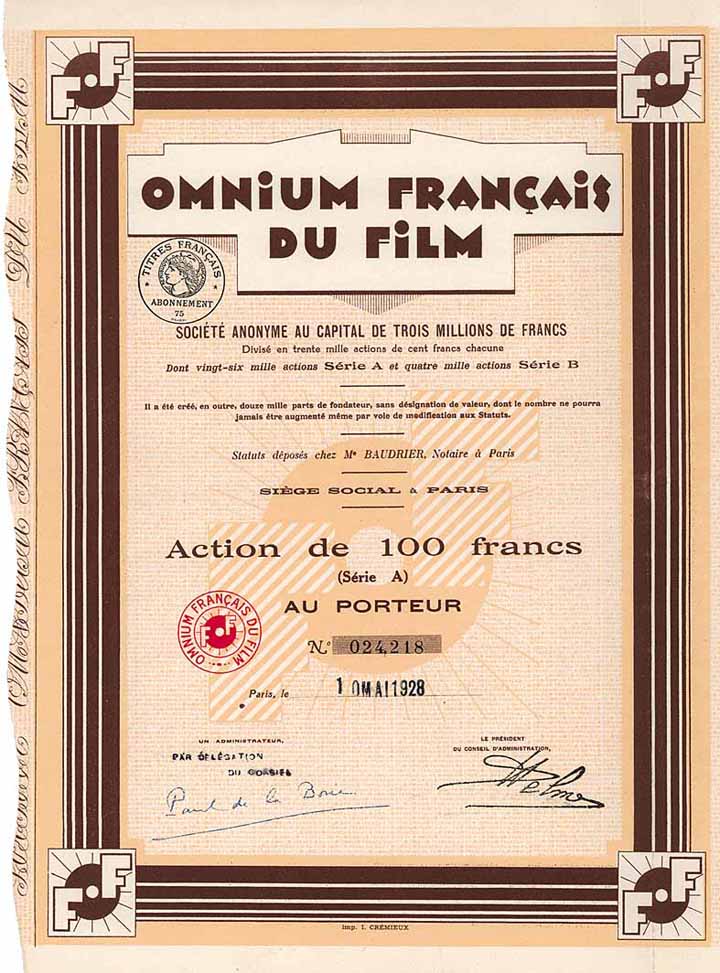 F F
F F
OMNiUM FRANÇAiS
DU FiLM
TITRES FRANÇAIS
ABONNEMENT
75
SOCIÉTÉ ANONYME AU CAPITAL DE TROIS MILLIONS DE FRANCS
Divisé en trente mille actions de cent francs chacune
Dont vingt-six mille actions Série A et quatre mille actions Série B
Il a été créé, en outre, douze mille parts de fondateur, sans désignation de valeur, dont le nombre ne pourra
jamais être augmenté même par voie de modification aux Statuts.
Statuts déposés chez Me BAUDRIER, Notaire à Paris
SIÈGE SOCIAL à PARIS
Action de 100 francs
(Série A)
AU PORTEUR
OMNIUM FRANÇAIS DU FILM
F F
No 024,218
Paris, le 10 MAI 1928
UN ADMINISTRATEUR,
PAR DÉLÉGATION
DU CONSEIL
LE PRÉSIDENT
DU CONSEIL D'ADMINISTRATION,
Paul de la
F F
F F
Imp. I. CRÉMIEUX